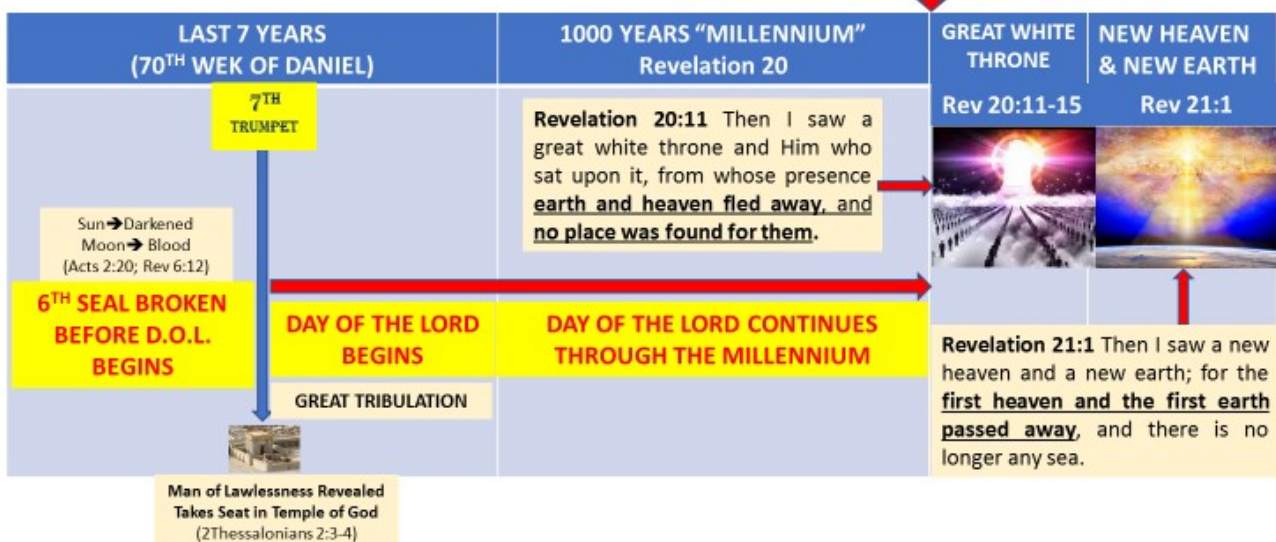 LAST 7 YEARS
(70TH WEK OF DANIEL)
1000 YEARS “MILLENNIUM”
Revelation 20
GREAT WHITE
THRONE
NEW HEAVEN
& NEW EARTH
Rev 20:11-15
Rev 21:1
7TH
TRUMPET
Revelation 20:11 Then I saw a
great white throne and Him who
sat upon it, from whose presence
earth and heaven fled away, and
no place was found for them.
Sun➔Darkened
Moon➔ Blood
(Acts 2:20; Rev 6:12)
6TH SEAL BROKEN
BEFORE D.O.L.
BEGINS
DAY OF THE LORD
BEGINS
DAY OF THE LORD CONTINUES
THROUGH THE MILLENNIUM
GREAT TRIBULATION
Revelation 21:1 Then I saw a new
heaven and a new earth; for the
first heaven and the first earth
passed away, and there is no
longer any sea.
Man of Lawlessness Revealed
Takes Seat in Temple of God
(2Thessalonians 2:3-4)